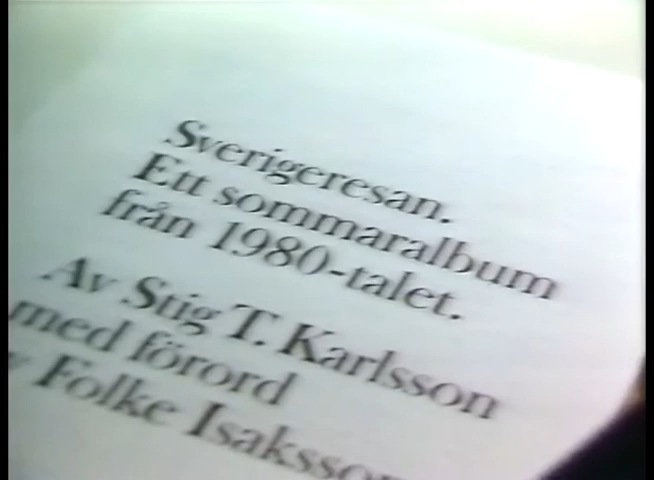 Sverigeresan.
Ett sommaralbum
från 1980-talet.
Av Stig T. Karlsson
med förord
Folke Isaksson